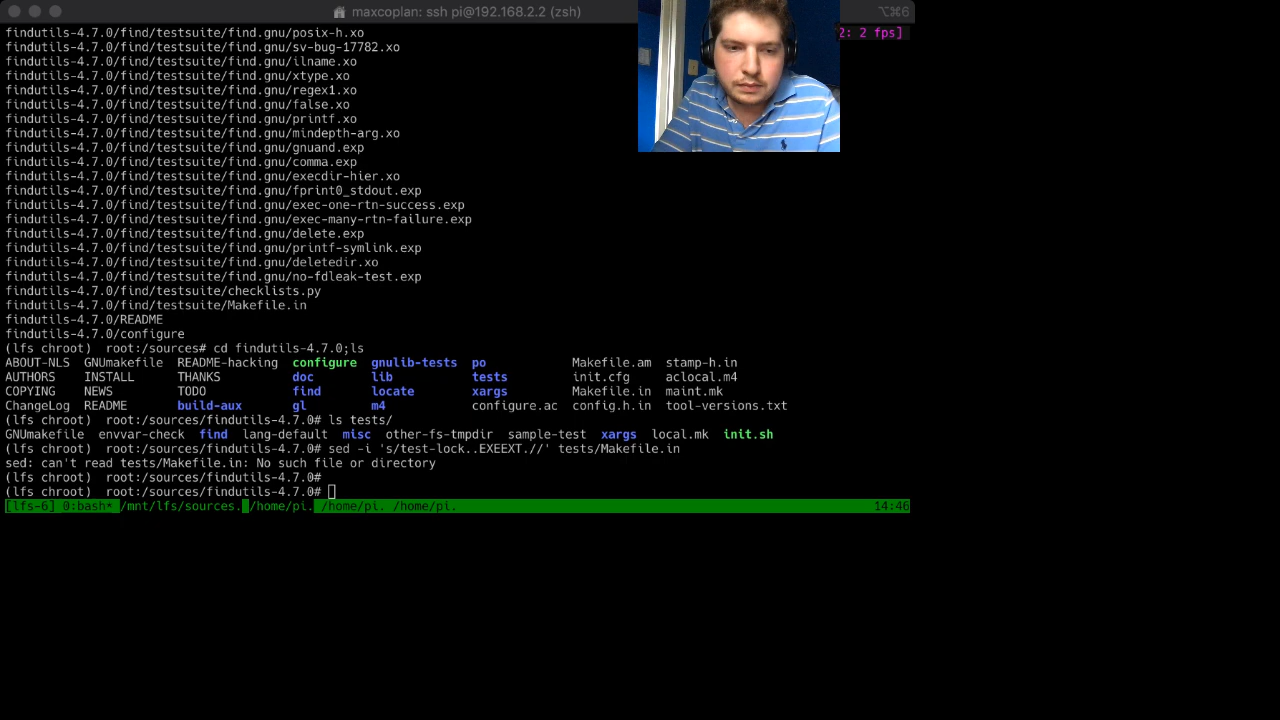 maxcoplan: ssh pi@192.168.2.2 (zsh)
⌥⌘6
2: 2 fps]
findutils-4.7.0/find/testsuite/find.gnu/posix-h.xo
findutils-4.7.0/find/testsuite/find.gnu/sv-bug-17782.xo
findutils-4.7.0/find/testsuite/find.gnu/ilname.xo
findutils-4.7.0/find/testsuite/find.gnu/xtype.xo
findutils-4.7.0/find/testsuite/find.gnu/regex1.xo
findutils-4.7.0/find/testsuite/find.gnu/false.xo
findutils-4.7.0/find/testsuite/find.gnu/printf.xo
findutils-4.7.0/find/testsuite/find.gnu/mindepth-arg.xo
findutils-4.7.0/find/testsuite/find.gnu/gnuand.exp
findutils-4.7.0/find/testsuite/find.gnu/comma.exp
findutils-4.7.0/find/testsuite/find.gnu/execdir-hier.xo
findutils-4.7.0/find/testsuite/find.gnu/fprint0_stdout.exp
findutils-4.7.0/find/testsuite/find.gnu/exec-one-rtn-success.exp
findutils-4.7.0/find/testsuite/find.gnu/exec-many-rtn-failure.exp
findutils-4.7.0/find/testsuite/find.gnu/delete.exp
findutils-4.7.0/find/testsuite/find.gnu/printf-symlink.exp
findutils-4.7.0/find/testsuite/find.gnu/deletedir.xo
findutils-4.7.0/find/testsuite/find.gnu/no-fdleak-test.exp
findutils-4.7.0/find/testsuite/checklists.py
findutils-4.7.0/find/testsuite/Makefile.in
findutils-4.7.0/README
findutils-4.7.0/configure
(lfs chroot) root:/sources# cd findutils-4.7.0;ls
ABOUT-NLS GNUmakefile README-hacking configure gnulib-tests po Makefile.am stamp-h.in
AUTHORS INSTALL THANKS doc lib tests init.cfg aclocal.m4
COPYING NEWS TODO find locate xargs Makefile.in maint.mk
ChangeLog README build-aux gl m4 configure.ac config.h.in tool-versions.txt
(lfs chroot) root:/sources/findutils-4.7.0# ls tests/
GNUmakefile envvar-check find lang-default misc other-fs-tmpdir sample-test xargs local.mk init.sh
(lfs chroot) root:/sources/findutils-4.7.0# sed -i 's/test-lock..EXEEXT.//' tests/Makefile.in
sed: can't read tests/Makefile.in: No such file or directory
(lfs chroot) root:/sources/findutils-4.7.0#
(lfs chroot) root:/sources/findutils-4.7.0#
[lfs-6] 0:bash* /mnt/lfs/sources. /home/pi. /home/pi. /home/pi. 14:46